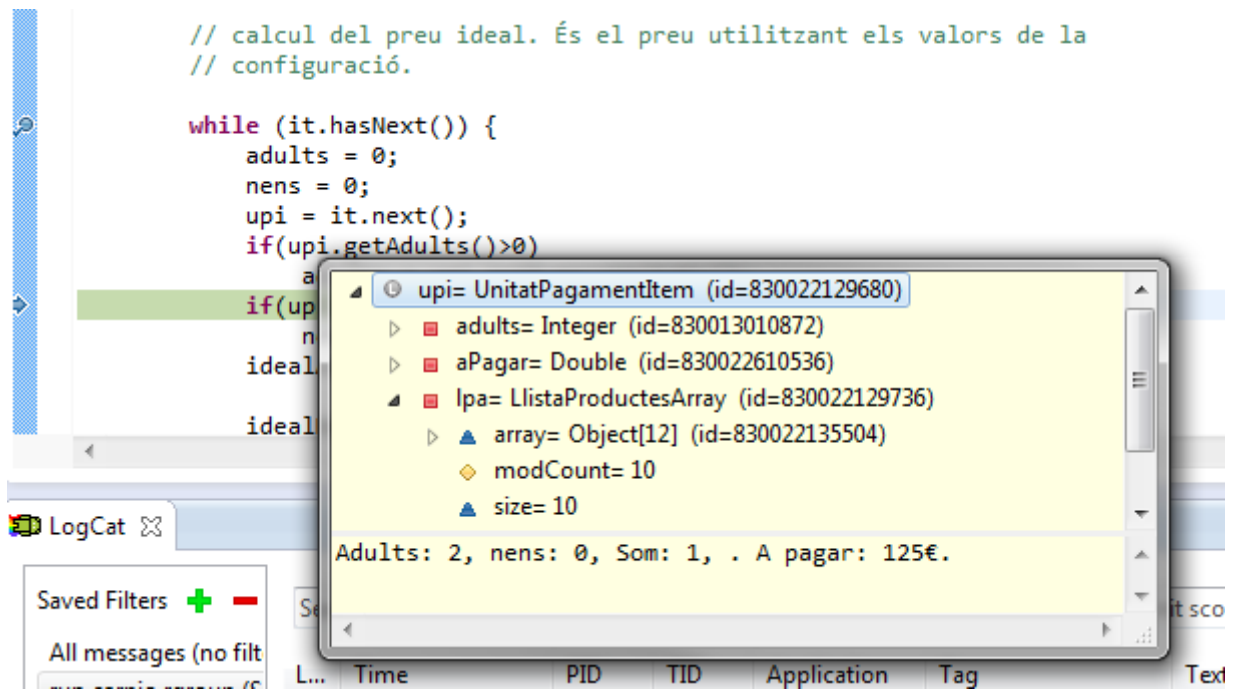 // calcul del preu ideal. És el preu utilitzant els valors de la
// configuració.
while (it.hasNext()) {
adults = 0;
nens = 0;
upi = it.next();
if(upi.getAdults()>0)
if(up
ideal
ideal
upi= UnitatPagamentItem (id=830022129680)
adults= Integer (id=830013010872)
aPagar= Double (id=830022610536)
lpa= LlistaProductesArray (id=830022129736)
array= Object[12] (id=830022135504)
modCount= 10
size= 10
Adults: 2, nens: 0, Som: 1, . A pagar: 125€.
LogCat
Saved Filters
it sco
All messages (no filt
L... Time PID TID Application Tag Text